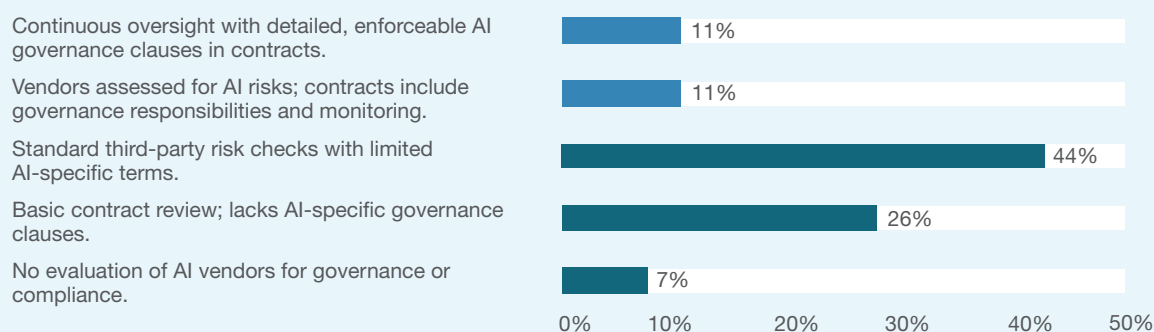 Continuous oversight with detailed, enforceable AI
governance clauses in contracts.
11%
Vendors assessed for AI risks; contracts include
governance responsibilities and monitoring.
11%
Standard third-party risk checks with limited
AI-specific terms.
44%
Basic contract review; lacks AI-specific governance
clauses.
26%
No evaluation of AI vendors for governance or
compliance.
7%
0% 10% 20% 30% 40% 50%